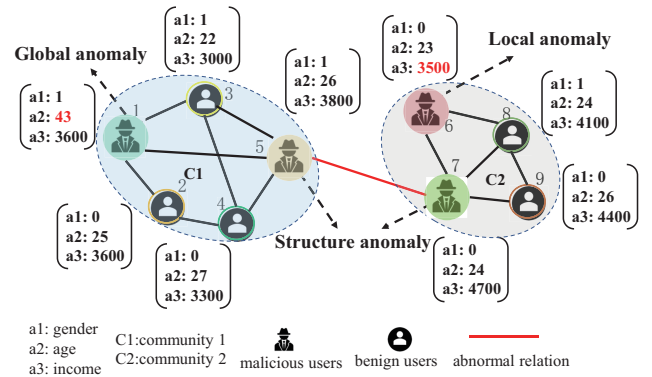 a1: 1
a2: 22
a3: 3000
Global anomaly
a1: 1
a2: 43
a3: 3600
a1: 1
a2: 26
a3: 3800
a1: 0
a2: 23
a3: 3500
Local anomaly
a1: 1
a2: 24
a3: 4100
1
3
5
C1
2
4
6
8
7
C2
9
a1: 0
a2: 25
a3: 3600
a1: 0
a2: 27
a3: 3300
Structure anomaly
a1: 0
a2: 24
a3: 4700
a1: 0
a2: 26
a3: 4400
a1: gender
a2: age
a3: income
C1:community 1
C2:community 2
malicious users
benign users
abnormal relation